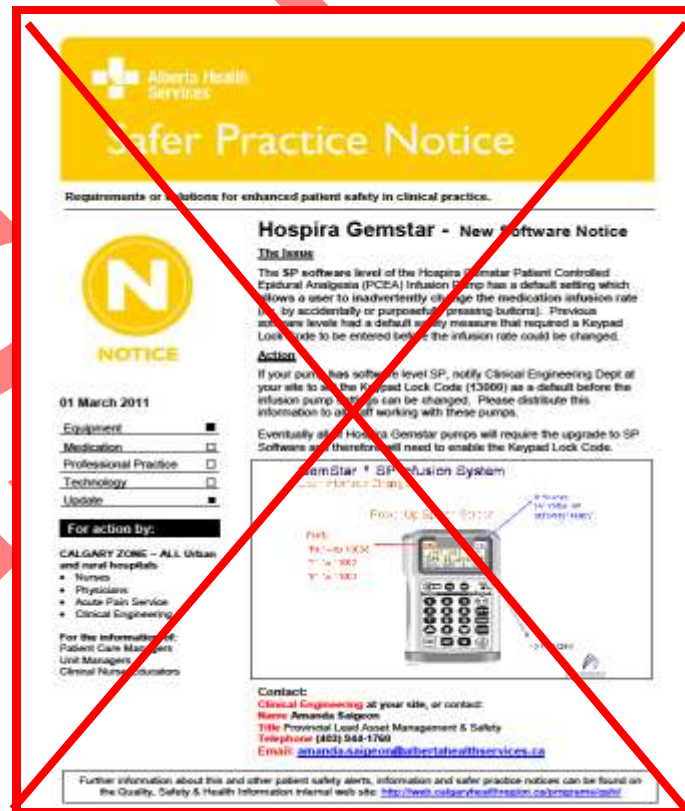 Alberta Health
Services
Safer Practice Notice
Requirements or solutions for enhanced patient safety in clinical practice.
Hospira Gemstar - New Software Notice
The Issue
The SP software level of the Hospira Gemstar Patient Controlled
Epidural Analgesia (PCEA) Infusion Pump has a default setting which
allows a user to inadvertently change the medication infusion rate
by accidentally or purposefully pressing buttons). Previous
software levels had a default safety measure that required a Keypad
Lock Code to be entered before the infusion rate could be changed.
Action
If your pump has software level SP, notify Clinical Engineering Dept at
your site to set the Keypad Lock Code (13000) as a default before the
infusion pump settings can be changed. Please distribute this
information to all staff working with these pumps.
Eventually all Hospira Gemstar pumps will require the upgrade to SP
Software and therefore will need to enable the Keypad Lock Code.
N
NOTICE
01 March 2011
Equipment ■
Medication □
Professional Practice □
Technology □
Update ■
For action by:
CALGARY ZONE – ALL Urban
and rural hospitals
• Nurses
• Physicians
• Acute Pain Service
• Clinical Engineering
For the information of:
Patient Care Managers
Unit Managers
Clinical Nurse Educators
GemStar ® SP Infusion System
Contact:
Clinical Engineering at your site, or contact:
Name Amanda Saigeon
Title Provincial Lead Asset Management & Safety
Telephone (403) 944-1760
Email: amanda.saigeon@albertahealthservices.ca
Further information about this and other patient safety alerts, information and safer practice notices can be found on
the Quality, Safety & Health Information internal web site: